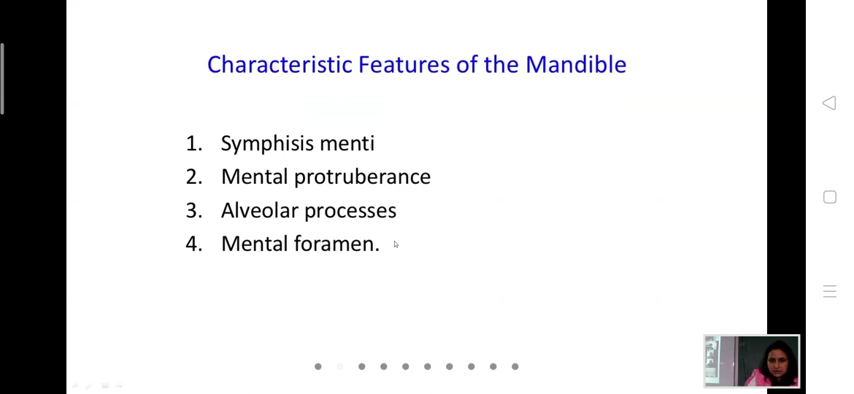 Characteristic Features of the Mandible
1. Symphisis menti
2. Mental protruberance
3. Alveolar processes
4. Mental foramen.